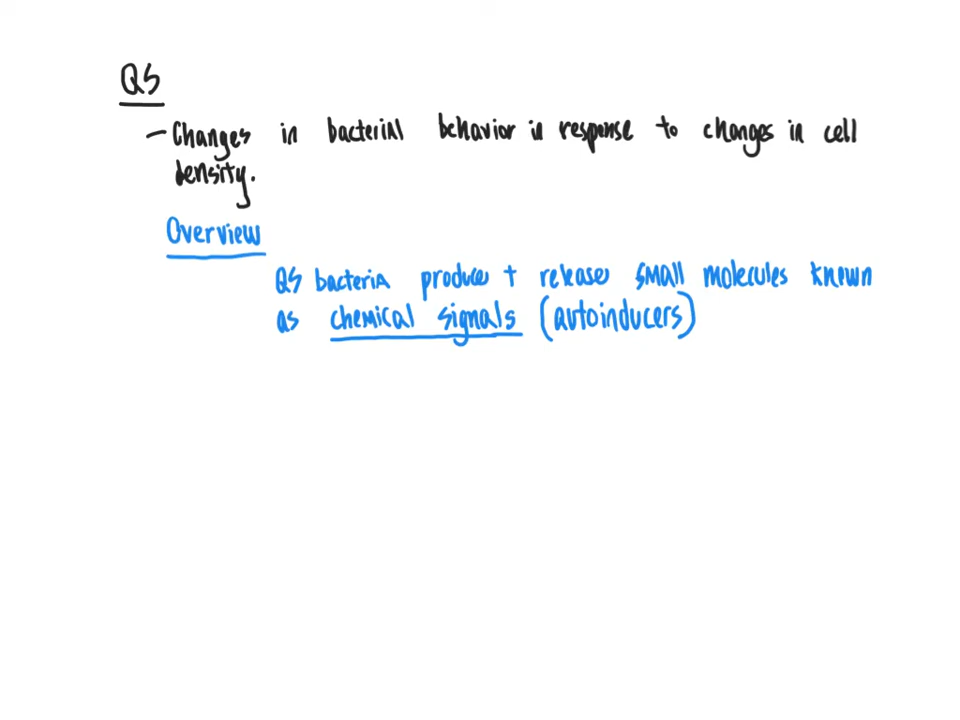 QS
- Changes in bacterial behavior in response to changes in cell
density.
Overview
QS bacteria produce + release small molecules known
as chemical signals (autoinducers)